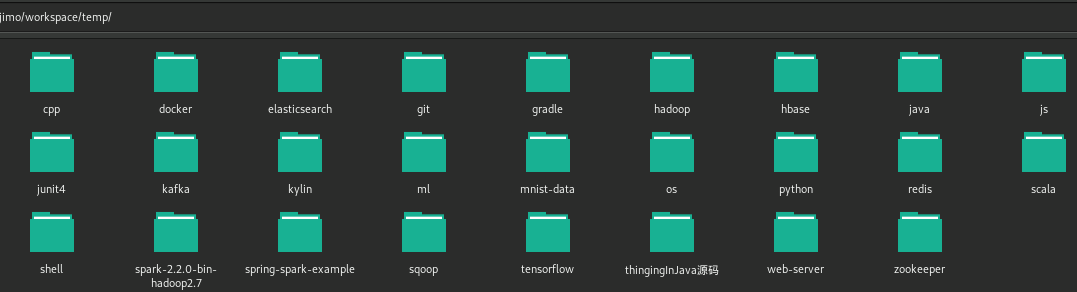 jimo/workspace/temp/
cpp docker elasticsearch git gradle hadoop hbase java js
junit4 kafka kylin ml mnist-data os python redis scala
shell spark-2.2.0-bin- spring-spark-example sqoop tensorflow thingingInJava源码 web-server zookeeper
hadoop2.7